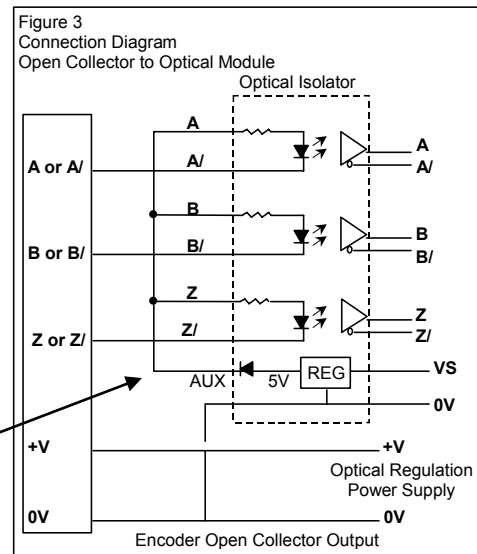 Figure 3
Connection Diagram
Open Collector to Optical Module
Optical Isolator
A
A
A or A/
A/
A/
B
B
B or B/
B/
B/
Z
Z
Z or Z/
Z/
Z/
AUX
5V
REG
VS
0V
+V
+V
Optical Regulation
Power Supply
0V
0V
Encoder Open Collector Output